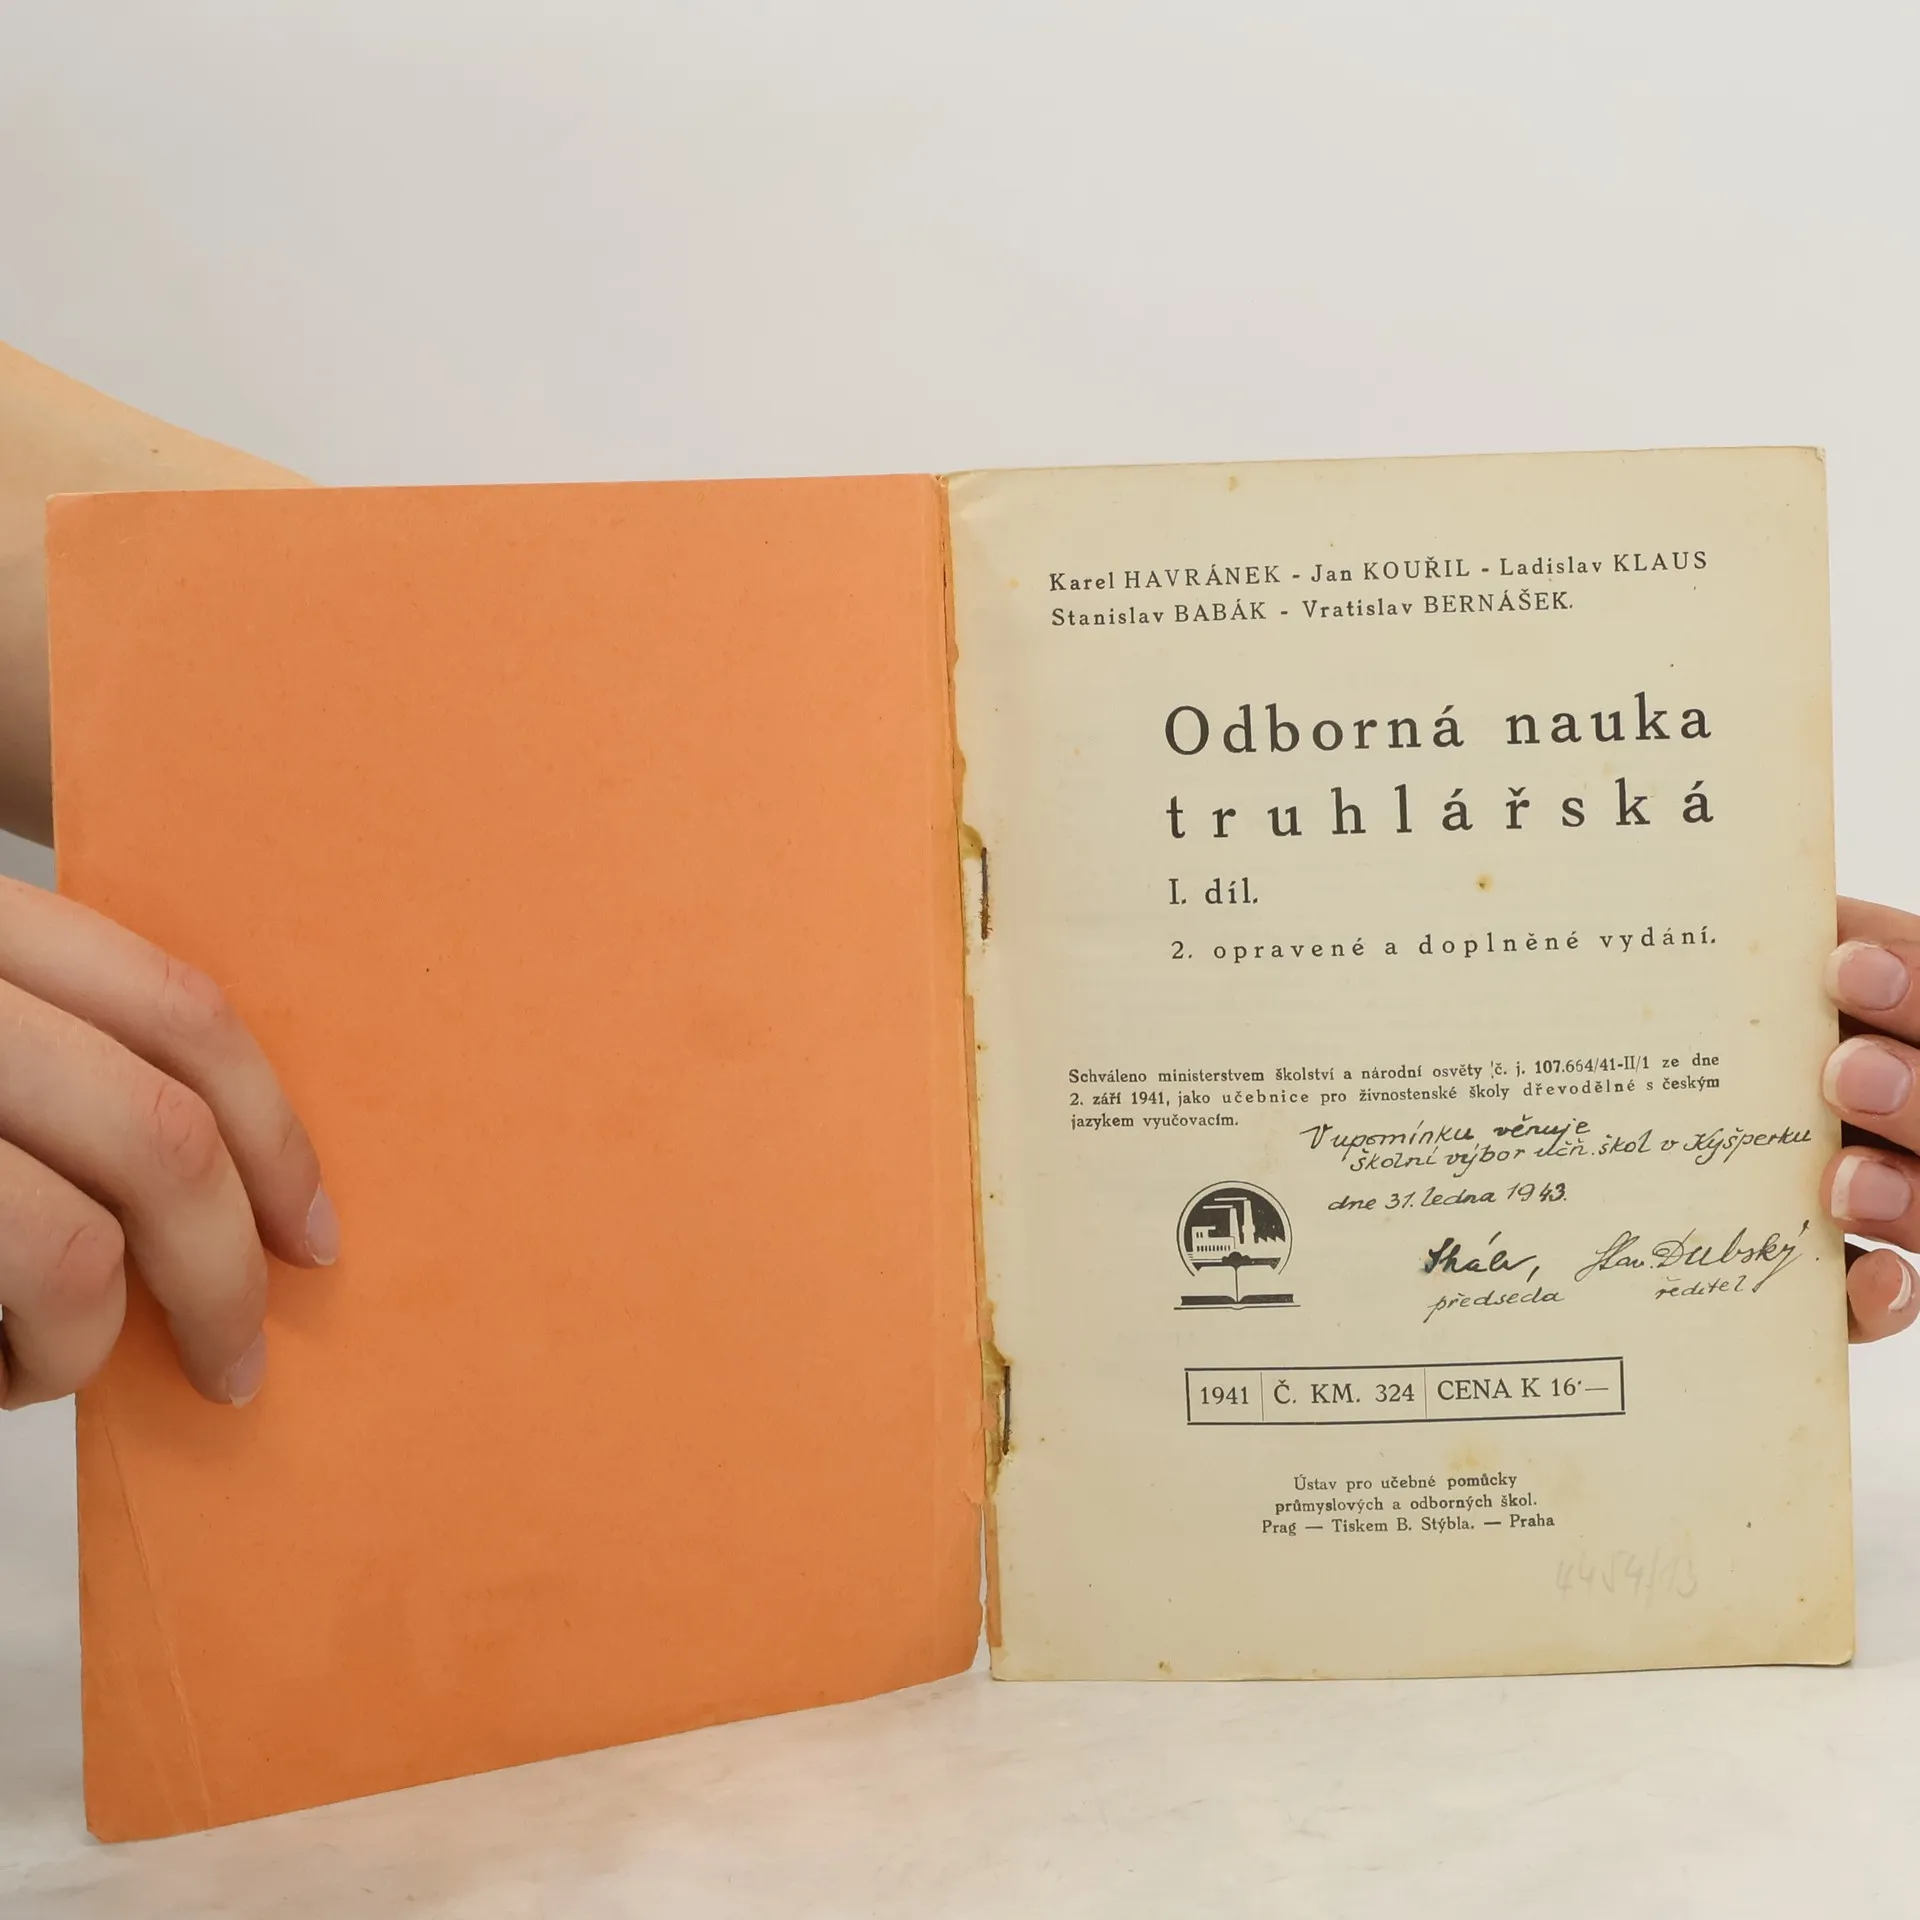 Karel HAVRÁNEK - Jan KOUŘIL - Ladislav KLAUS
Stanislav BABÁK - Vratislav BERNÁŠEK.
Odborná nauka
truhlářská
I. díl.
2. opravené a doplněné vydání.
Schváleno ministerstvem školství a národní osvěty č. j. 107.664/41-II/1 ze dne
2. září 1941, jako učebnice pro živnostenské školy dřevodělné s českým
jazykem vyučovacím.
V upomínku věnuje
školní výbor učň. škol v Kyšperku
dne 31. ledna 1943.
Stan. Dubský.
předseda
ředitel
1941 Č. KM. 324 CENA K 16·—
Ústav pro učebné pomůcky
průmyslových a odborných škol.
Prag — Tiskem B. Stýbla. — Praha